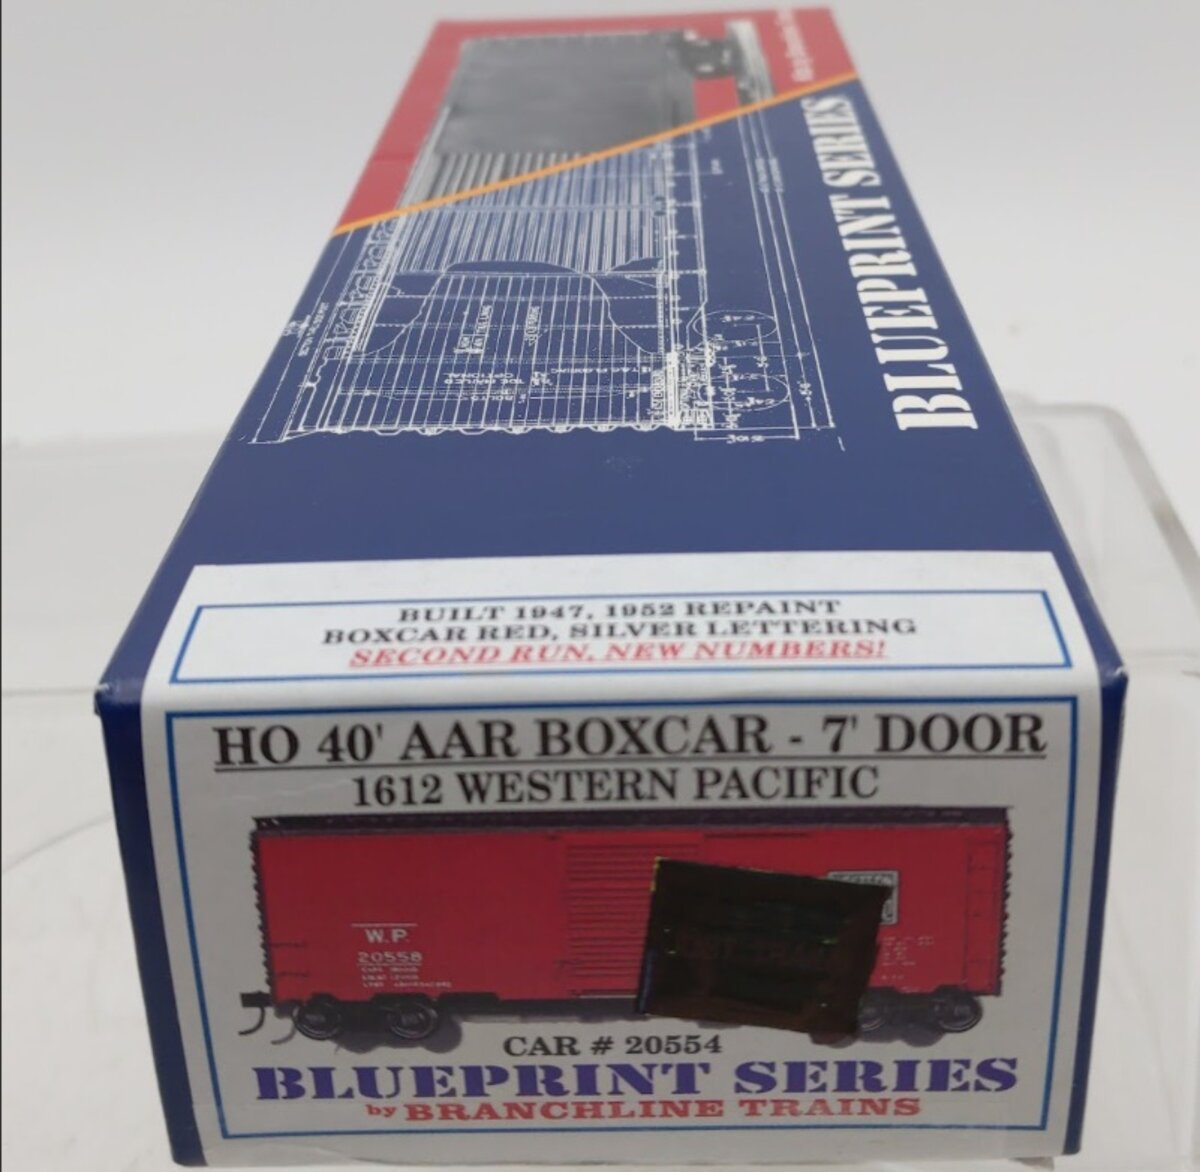 BLUEPRINT SERIES
BUILT 1947, 1952 REPAINT
BOXCAR RED, SILVER LETTERING
SECOND RUN, NEW NUMBERS!
HO 40' AAR BOXCAR - 7' DOOR
1612 WESTERN PACIFIC
W.P.
20558
CAR # 20554
BLUEPRINT SERIES
by BRANCHLINE TRAINS